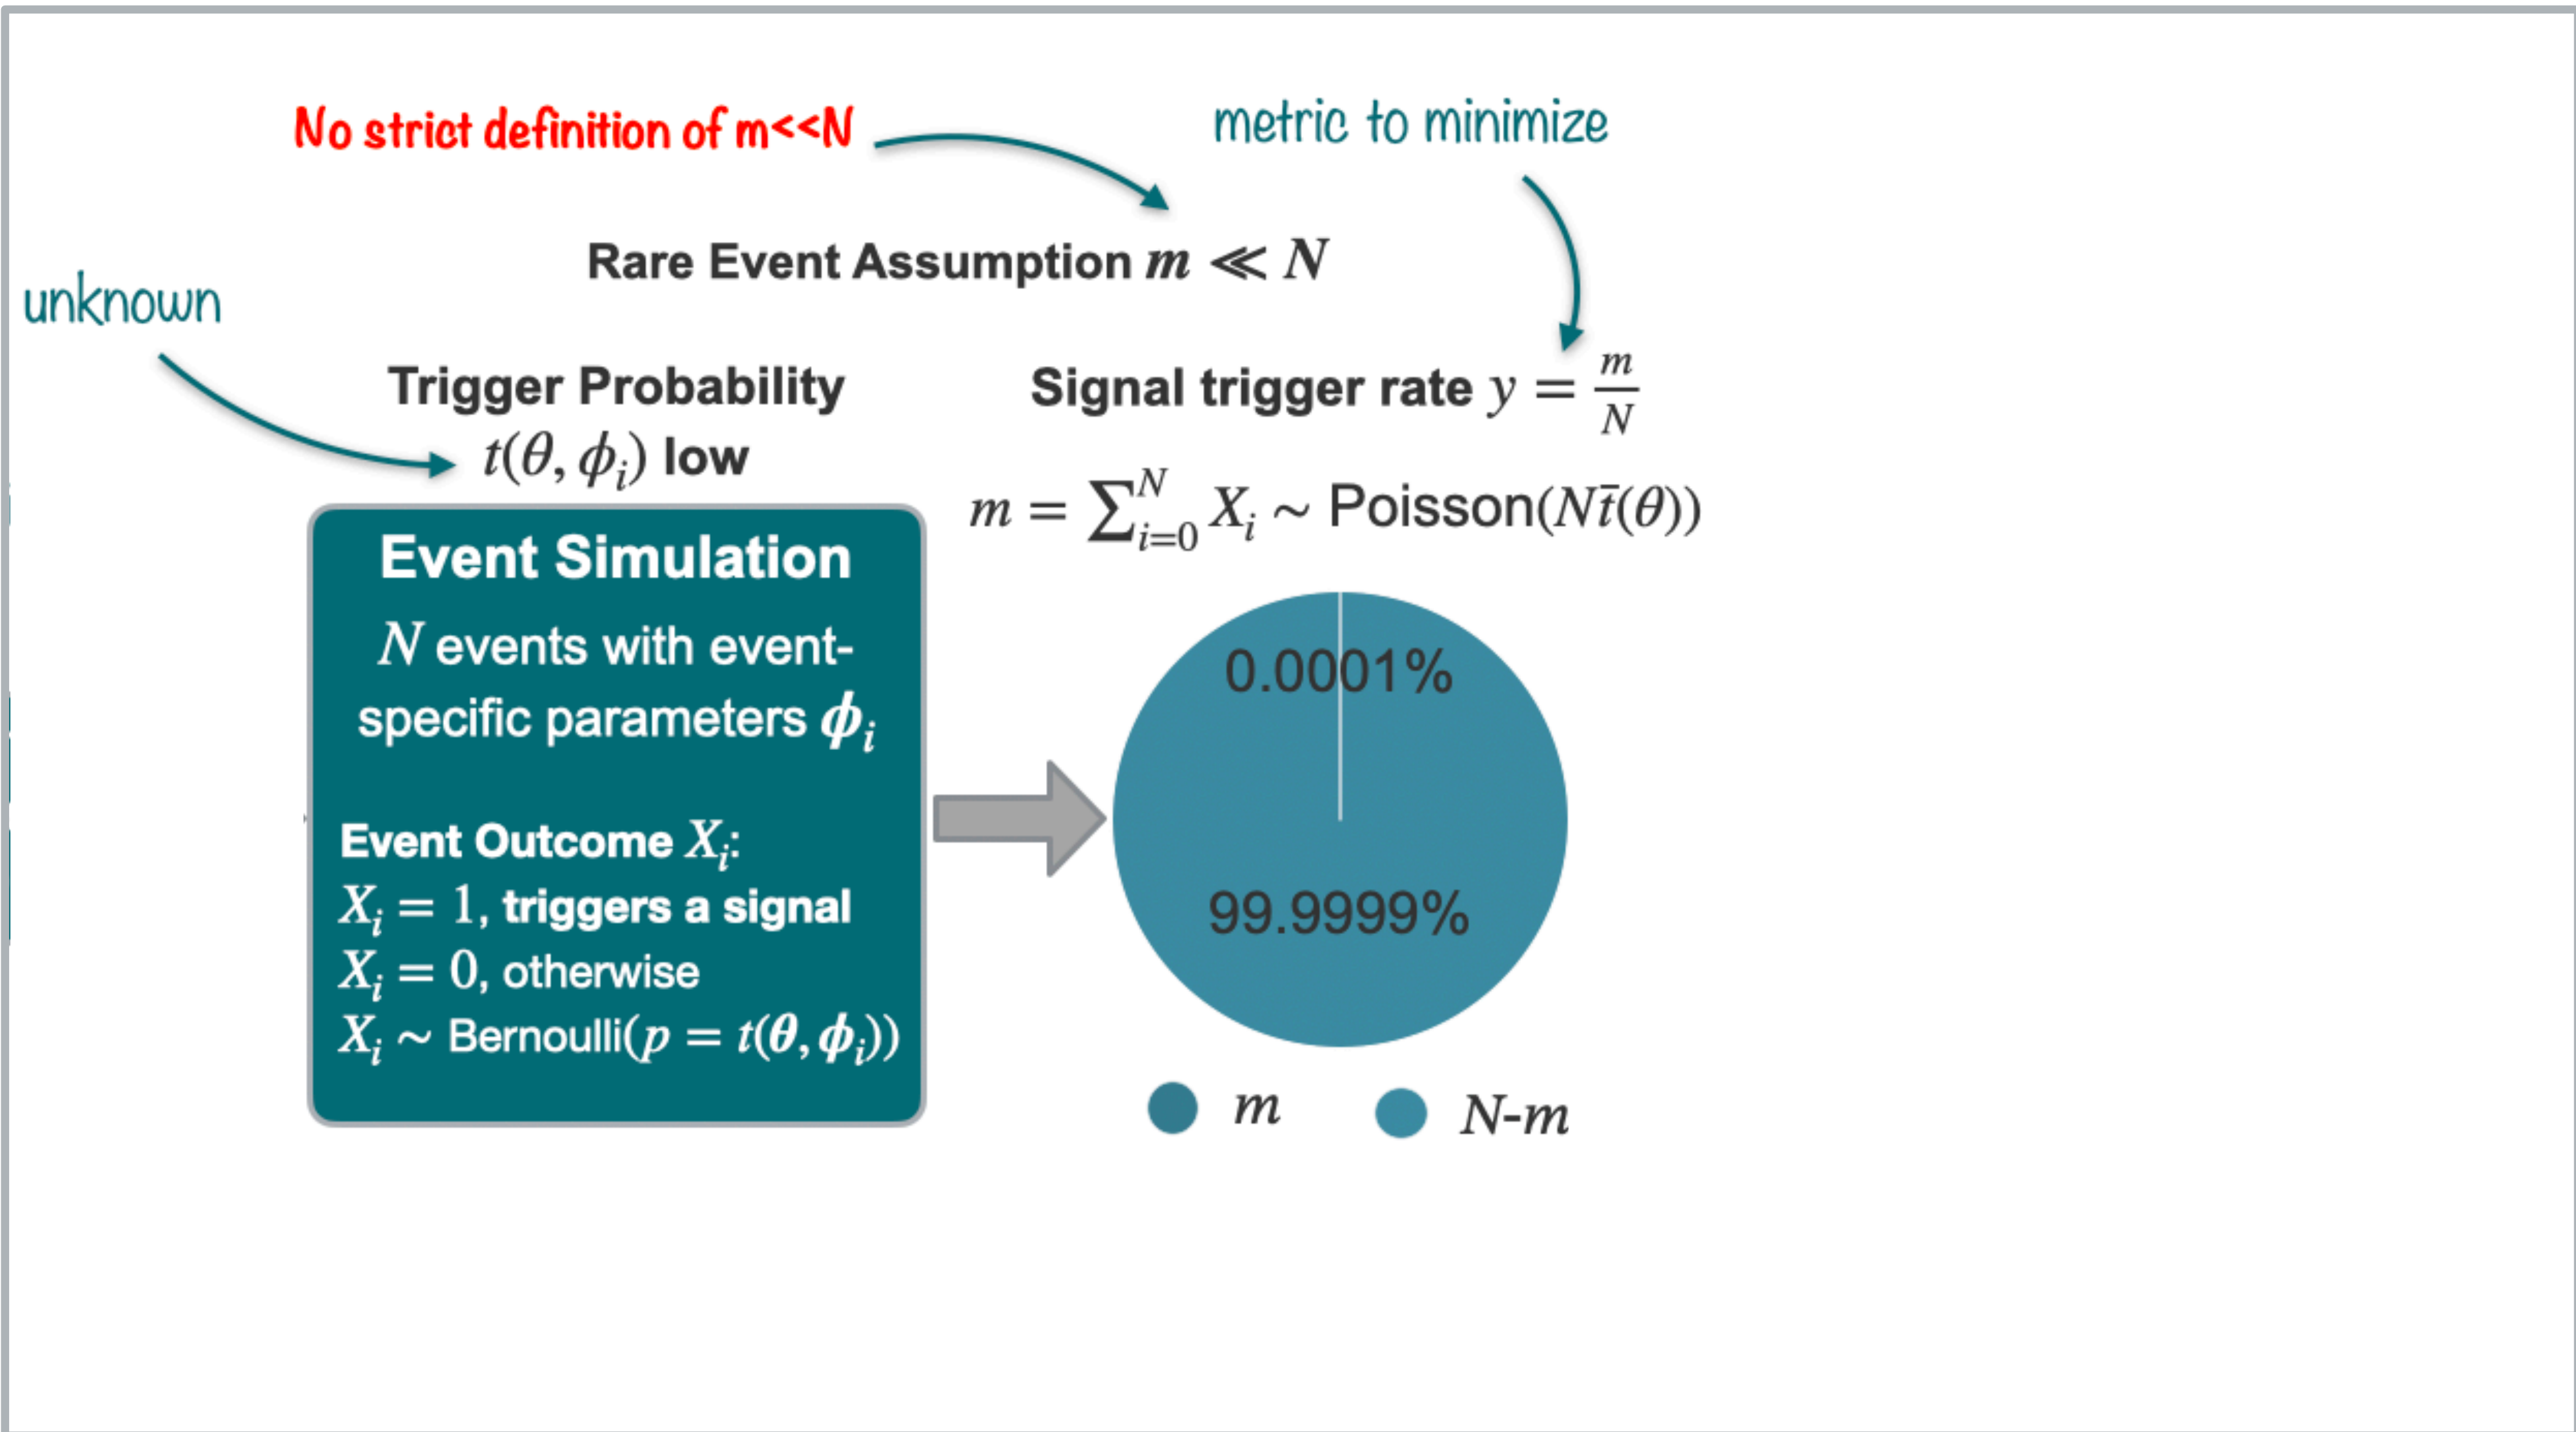 No strict definition of m<<N
metric to minimize
Rare Event Assumption m ≪ N
unknown
Trigger Probability
t(θ, ϕᵢ) low
Signal trigger rate y = m/N
m = ∑ᵢ₌₀ᴺ Xᵢ ~ Poisson(Nt̄(θ))
Event Simulation
N events with event-
specific parameters ϕᵢ
Event Outcome Xᵢ:
Xᵢ = 1, triggers a signal
Xᵢ = 0, otherwise
Xᵢ ~ Bernoulli(p = t(θ, ϕᵢ))
0.0001%
99.9999%
m
N-m